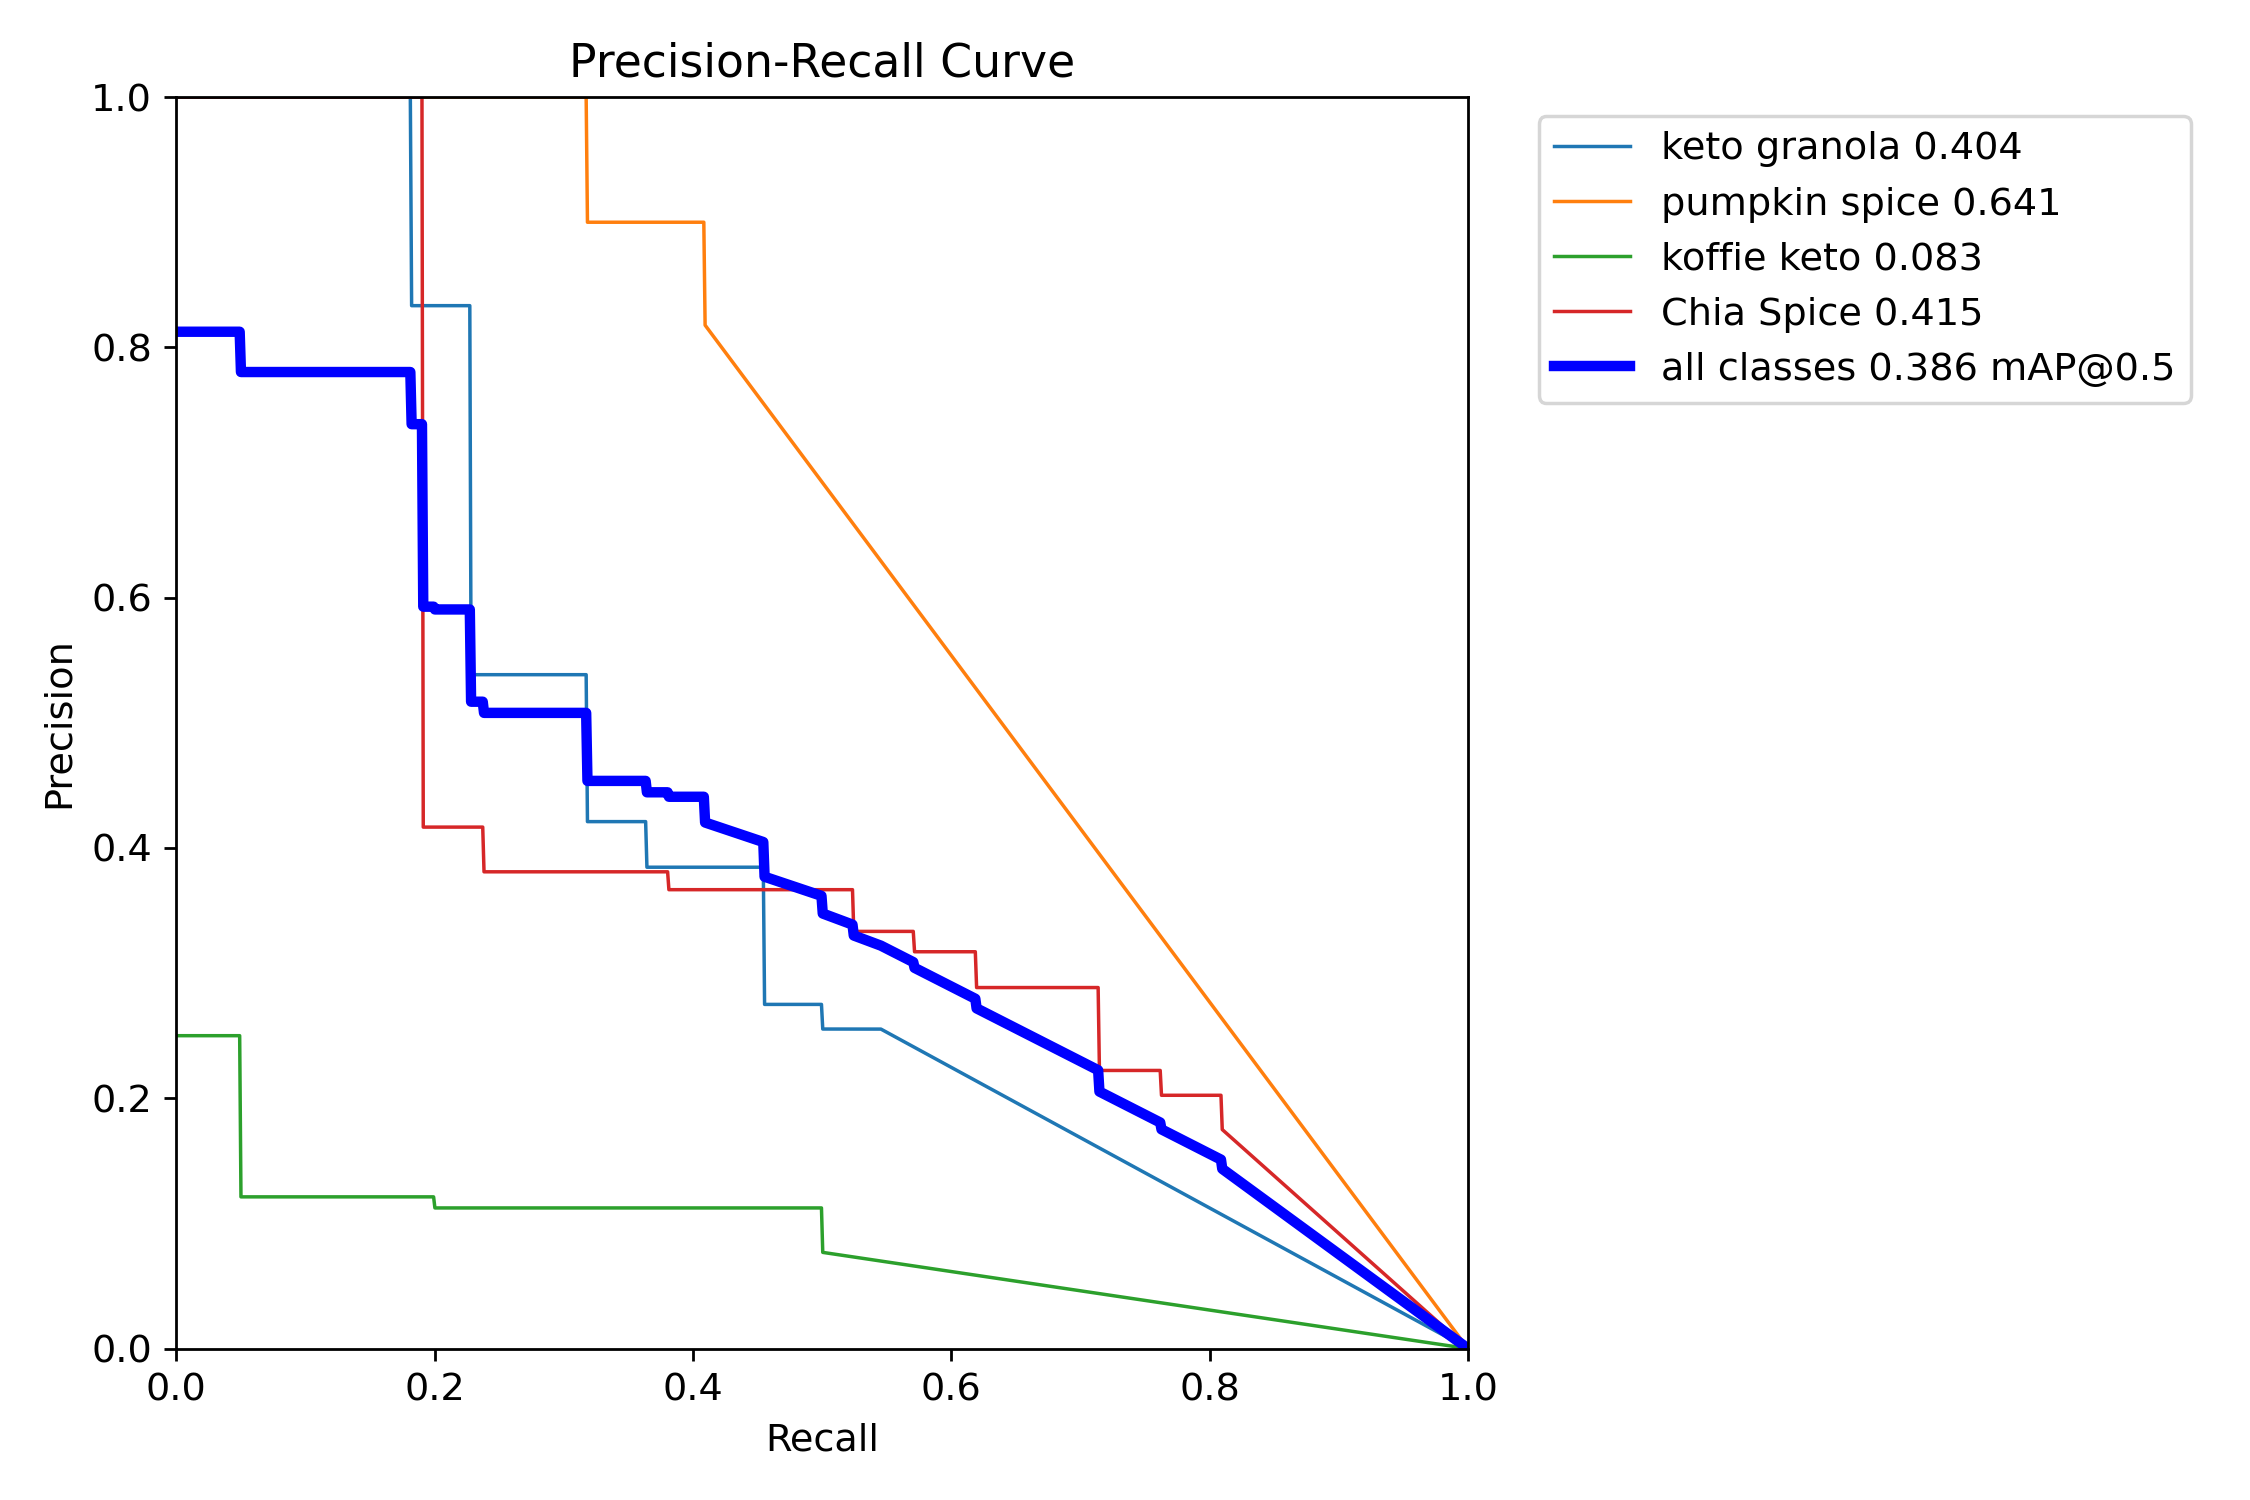 Precision-Recall Curve
1.0
0.8
0.6
0.4
0.2
0.0
Precision
0.0 0.2 0.4 0.6 0.8 1.0
Recall
keto granola 0.404
pumpkin spice 0.641
koffie keto 0.083
Chia Spice 0.415
all classes 0.386 mAP@0.5